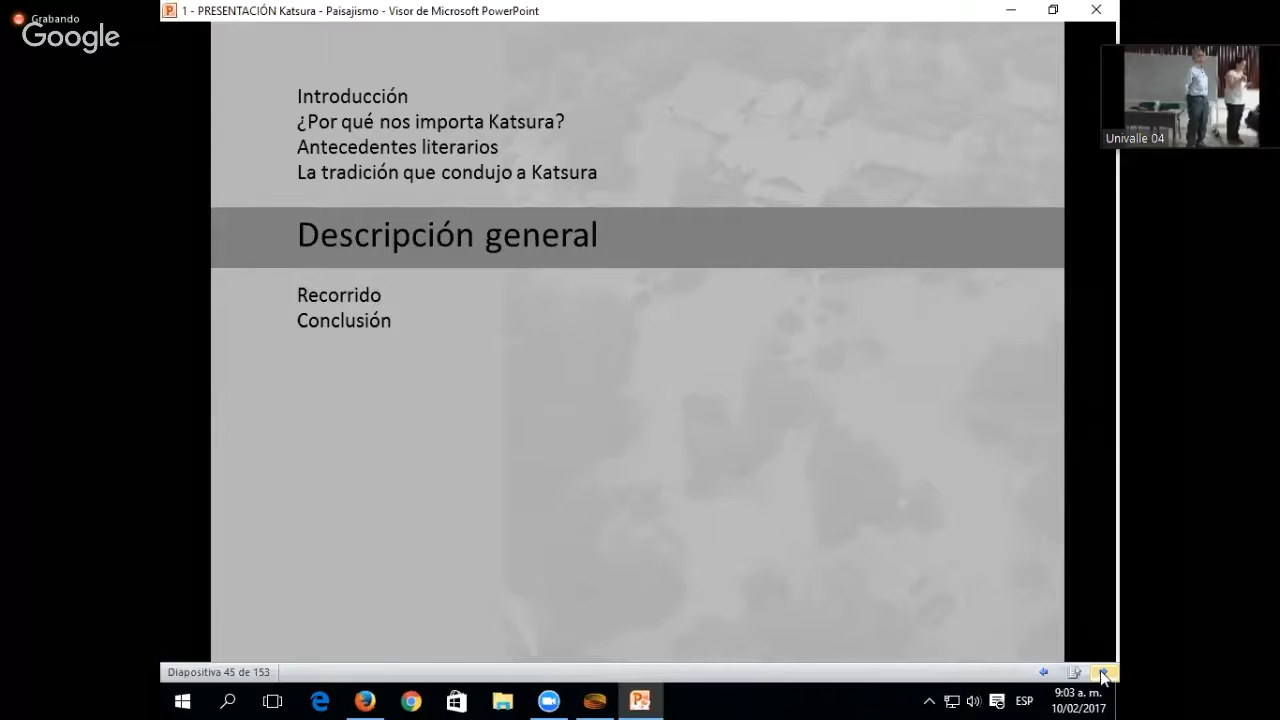 Grabando
Google
1 - PRESENTACIÓN Katsura - Paisajismo - Visor de Microsoft PowerPoint
Introducción
¿Por qué nos importa Katsura?
Antecedentes literarios
La tradición que condujo a Katsura
Descripción general
Recorrido
Conclusión
Univalle 04
Diapositiva 45 de 153
ESP
9:03 a. m.
10/02/2017